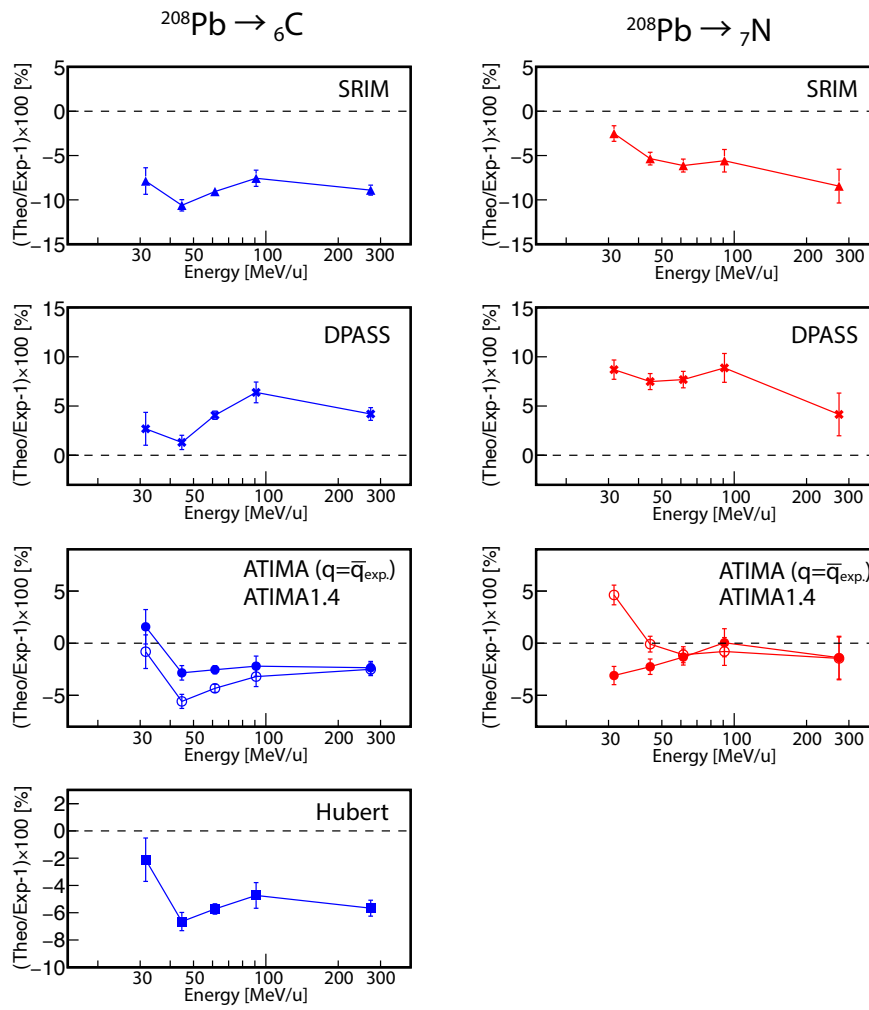 ²⁰⁸Pb → ₆C
²⁰⁸Pb → ₇N
5
0
−5
−10
−15
(Theo/Exp-1)×100 [%]
SRIM
30 50 100 200 300
Energy [MeV/u]
5
0
−5
−10
−15
(Theo/Exp-1)×100 [%]
SRIM
30 50 100 200 300
Energy [MeV/u]
15
10
5
0
(Theo/Exp-1)×100 [%]
DPASS
30 50 100 200 300
Energy [MeV/u]
15
10
5
0
(Theo/Exp-1)×100 [%]
DPASS
30 50 100 200 300
Energy [MeV/u]
5
0
−5
(Theo/Exp-1)×100 [%]
ATIMA (q=q̅exp.)
ATIMA1.4
30 50 100 200 300
Energy [MeV/u]
5
0
−5
(Theo/Exp-1)×100 [%]
ATIMA (q=q̅exp.)
ATIMA1.4
30 50 100 200 300
Energy [MeV/u]
2
0
−2
−4
−6
−8
−10
(Theo/Exp-1)×100 [%]
Hubert
30 50 100 200 300
Energy [MeV/u]